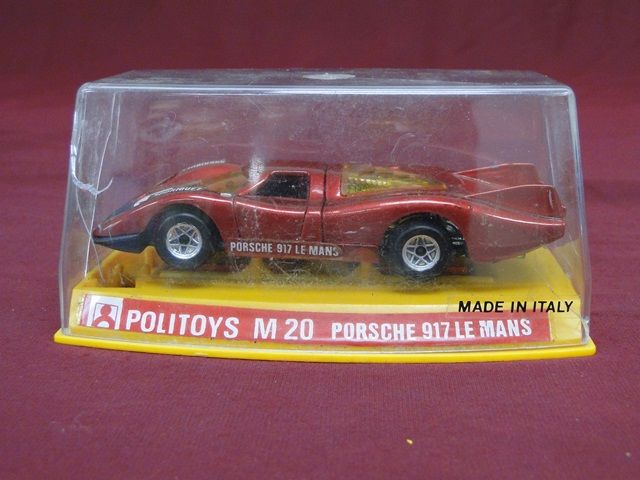 PORSCHE 917 LE MANS
MADE IN ITALY
POLITOYS M 20 PORSCHE 917 LE MANS